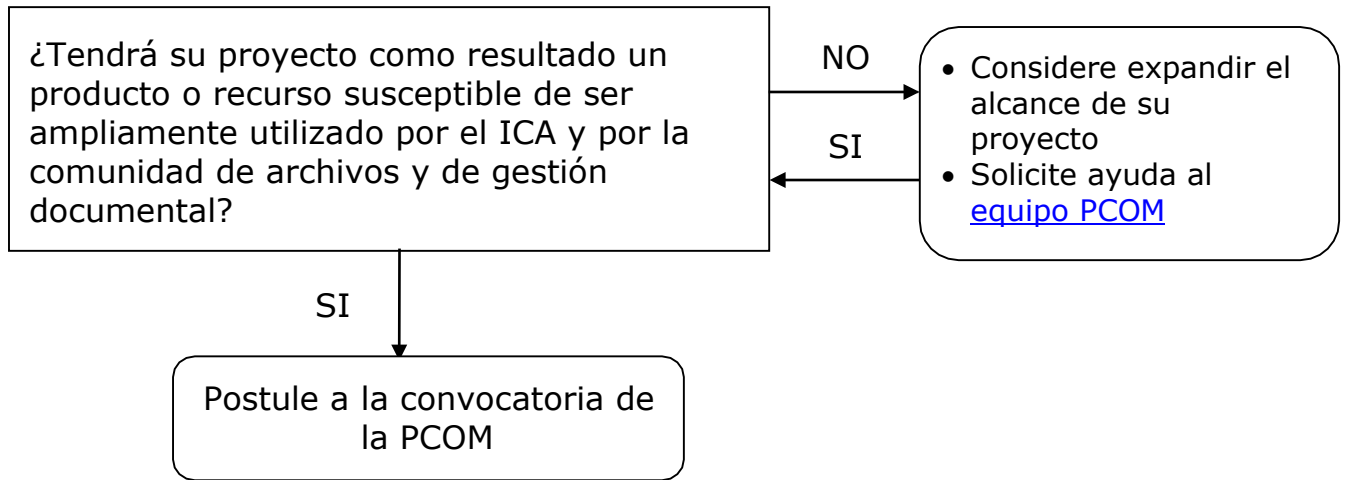 ¿Tendrá su proyecto como resultado un
producto o recurso susceptible de ser
ampliamente utilizado por el ICA y por la
comunidad de archivos y de gestión
documental?
NO
SI
• Considere expandir el
alcance de su
proyecto
• Solicite ayuda al
equipo PCOM
SI
Postule a la convocatoria de
la PCOM